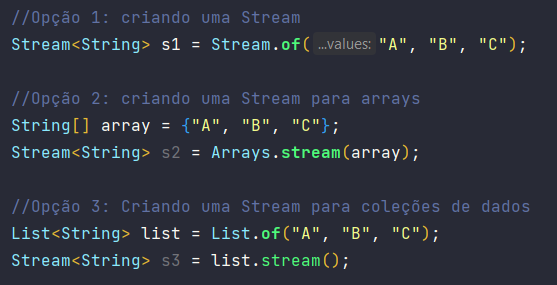 //Opção 1: criando uma Stream
Stream<String> s1 = Stream.of( ...values: "A", "B", "C");
//Opção 2: criando uma Stream para arrays
String[] array = {"A", "B", "C"};
Stream<String> s2 = Arrays.stream(array);
//Opção 3: Criando uma Stream para coleções de dados
List<String> list = List.of("A", "B", "C");
Stream<String> s3 = list.stream();